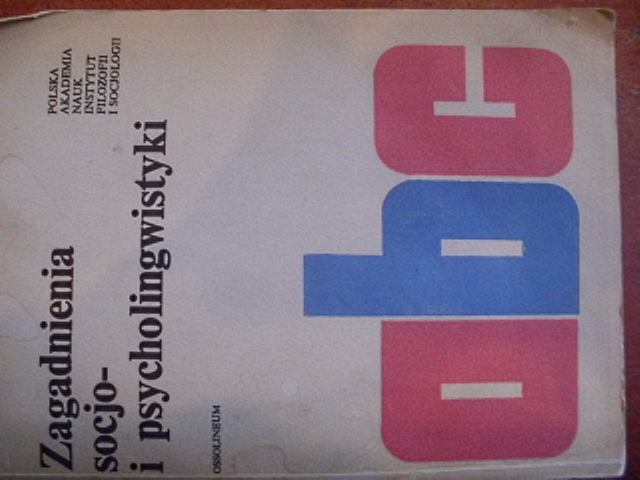 POLSKA
AKADEMIA
NAUK
INSTYTUT
FILOZOFII
I SOCJOLOGII
Zagadnienia
socjo-
i psycholingwistyki
OSSOLINEUM
abc